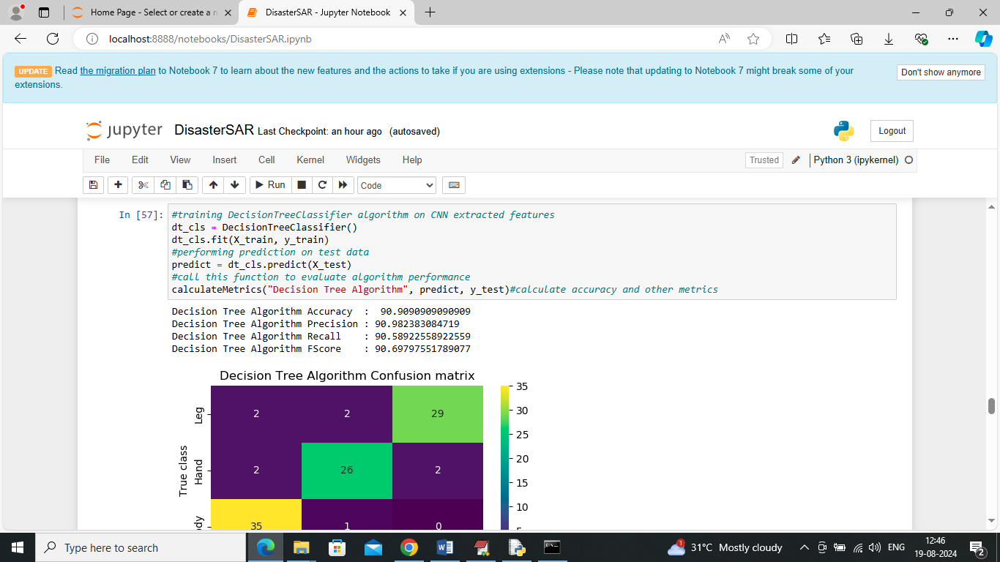 Home Page - Select or create a n
DisasterSAR - Jupyter Notebook
localhost:8888/notebooks/DisasterSAR.ipynb
UPDATE Read the migration plan to Notebook 7 to learn about the new features and the actions to take if you are using extensions - Please note that updating to Notebook 7 might break some of your
extensions.
Don't show anymore
jupyter DisasterSAR Last Checkpoint: an hour ago (autosaved)
Logout
File Edit View Insert Cell Kernel Widgets Help
Trusted Python 3 (ipykernel)
Run Code
In [57]: #training DecisionTreeClassifier algorithm on CNN extracted features
dt_cls = DecisionTreeClassifier()
dt_cls.fit(X_train, y_train)
#performing prediction on test data
predict = dt_cls.predict(X_test)
#call this function to evaluate algorithm performance
calculateMetrics("Decision Tree Algorithm", predict, y_test)#calculate accuracy and other metrics
Decision Tree Algorithm Accuracy  :  90.9090909090909
Decision Tree Algorithm Precision : 90.982383084719
Decision Tree Algorithm Recall    : 90.58922558922559
Decision Tree Algorithm FScore    : 90.69797551789077
Decision Tree Algorithm Confusion matrix
True class
Leg 2 2 29
Hand 2 26 2
dy 35 1 0
35
30
25
20
15
10
Type here to search
1
31°C Mostly cloudy
ENG
12:46
19-08-2024
2